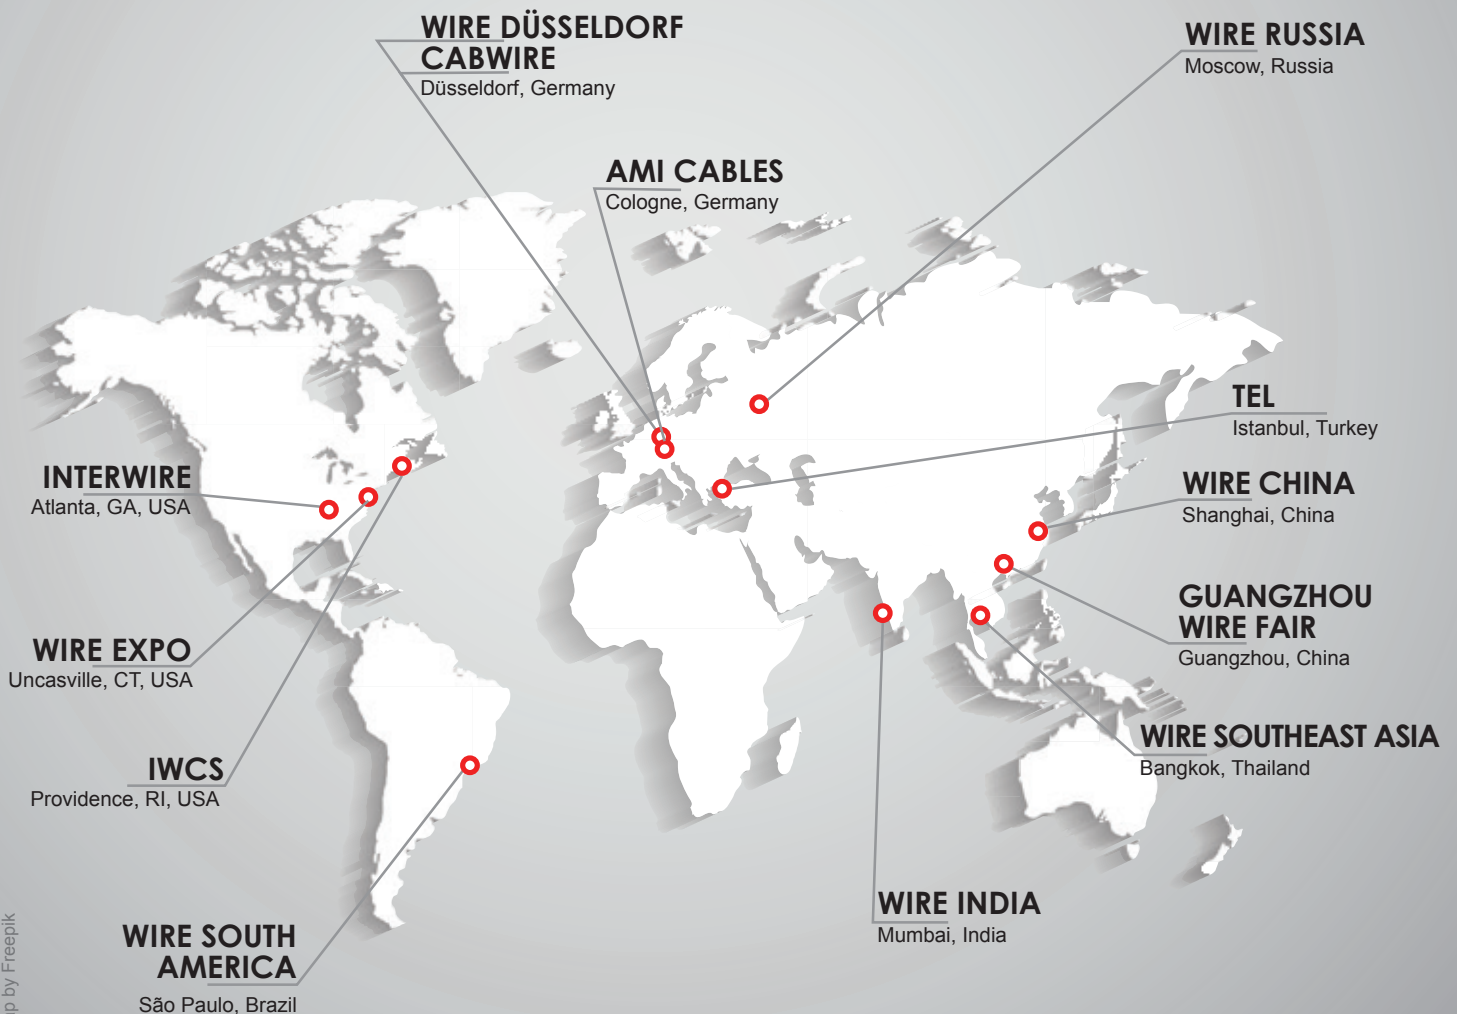 WIRE DÜSSELDORF
CABWIRE
Düsseldorf, Germany
WIRE RUSSIA
Moscow, Russia
AMI CABLES
Cologne, Germany
TEL
Istanbul, Turkey
INTERWIRE
Atlanta, GA, USA
WIRE CHINA
Shanghai, China
GUANGZHOU
WIRE FAIR
Guangzhou, China
WIRE EXPO
Uncasville, CT, USA
WIRE SOUTHEAST ASIA
Bangkok, Thailand
IWCS
Providence, RI, USA
WIRE INDIA
Mumbai, India
WIRE SOUTH
AMERICA
São Paulo, Brazil
by Freepik